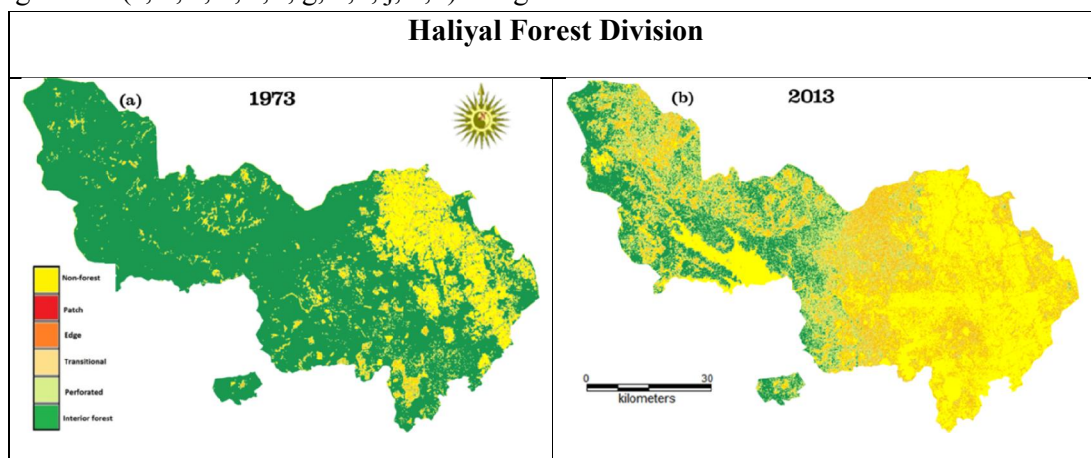 Haliyal Forest Division
(a) 1973
(b) 2013
Non-forest
Patch
Edge
Transitional
Perforated
Interior forest
0 30
kilometers